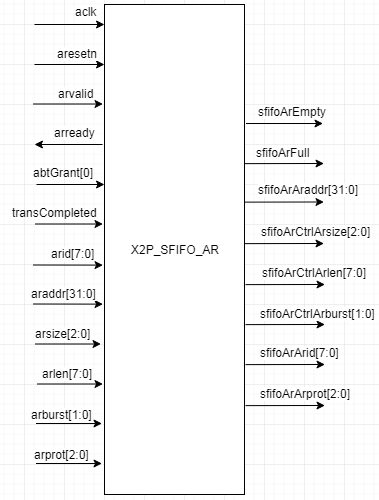 aclk
aresetn
arvalid
arready
abtGrant[0]
transCompleted
arid[7:0]
araddr[31:0]
arsize[2:0]
arlen[7:0]
arburst[1:0]
arprot[2:0]
X2P_SFIFO_AR
sfifoArEmpty
sfifoArFull
sfifoArAraddr[31:0]
sfifoArCtrlArsize[2:0]
sfifoArCtrlArlen[7:0]
sfifoArCtrlArburst[1:0]
sfifoArArid[7:0]
sfifoArArprot[2:0]